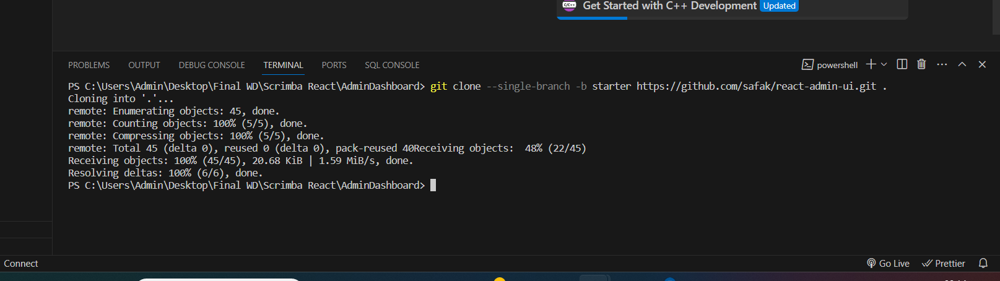 C/C++ Get Started with C++ Development Updated
PROBLEMS OUTPUT DEBUG CONSOLE TERMINAL PORTS SQL CONSOLE powershell
PS C:\Users\Admin\Desktop\Final WD\Scrimba React\AdminDashboard> git clone --single-branch -b starter https://github.com/safak/react-admin-ui.git .
Cloning into '.'...
remote: Enumerating objects: 45, done.
remote: Counting objects: 100% (5/5), done.
remote: Compressing objects: 100% (5/5), done.
remote: Total 45 (delta 0), reused 0 (delta 0), pack-reused 40Receiving objects:  48% (22/45)
Receiving objects: 100% (45/45), 20.68 KiB | 1.59 MiB/s, done.
Resolving deltas: 100% (6/6), done.
PS C:\Users\Admin\Desktop\Final WD\Scrimba React\AdminDashboard>
Connect Go Live Prettier